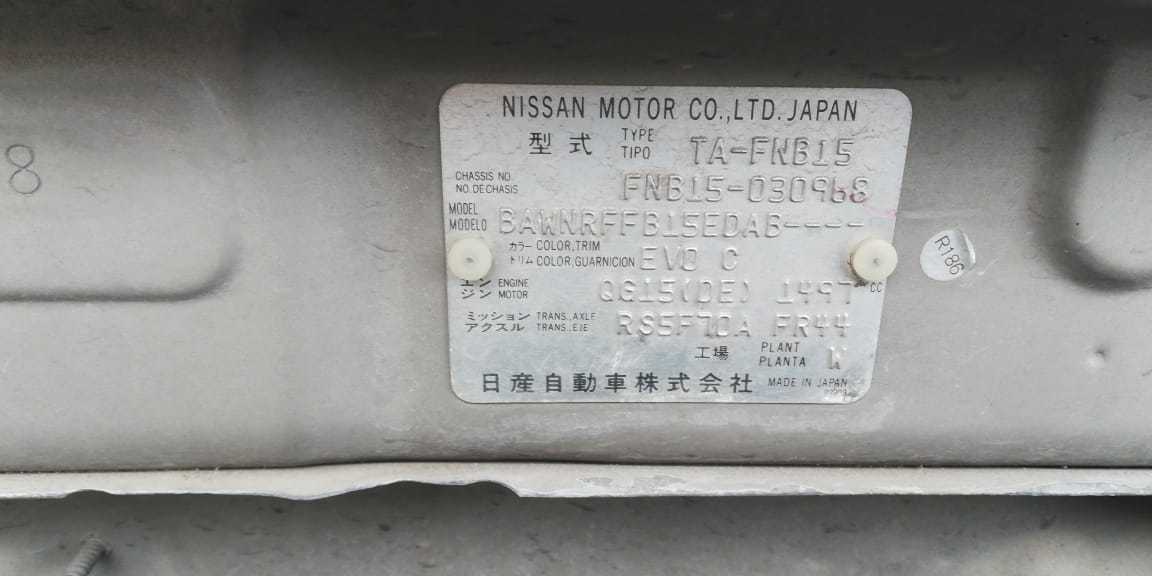 NISSAN MOTOR CO.,LTD. JAPAN
型式 TYPE TIPO TA-FNB15
CHASSIS NO. NO.DECHASIS FNB15-030968
MODEL MODELO BAWNRFFB15EDAB----
カラー COLOR,TRIM トリム COLOR,GUARNICION EV0 C
エンジン ENGINE MOTOR QG15(DE) 1497 CC
ミッション TRANS.,AXLE アクスル TRANS.,EJE RS5F70A FR44
工場 PLANT PLANTA W
日産自動車株式会社 MADE IN JAPAN
R186
8